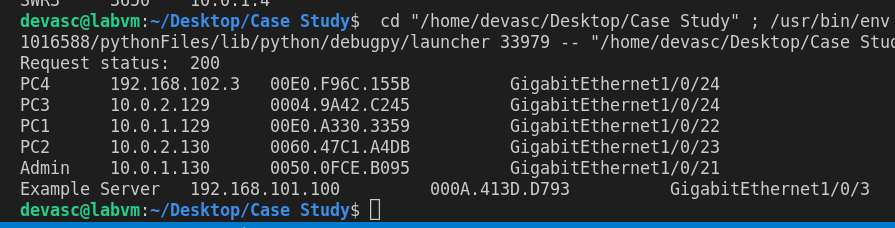 SWR3     3650    10.0.1.4
devasc@labvm:~/Desktop/Case Study$  cd "/home/devasc/Desktop/Case Study" ; /usr/bin/env
1016588/pythonFiles/lib/python/debugpy/launcher 33979 -- "/home/devasc/Desktop/Case Stud
Request status:  200
PC4      192.168.102.3   00E0.F96C.155B          GigabitEthernet1/0/24
PC3      10.0.2.129      0004.9A42.C245          GigabitEthernet1/0/24
PC1      10.0.1.129      00E0.A330.3359          GigabitEthernet1/0/22
PC2      10.0.2.130      0060.47C1.A4DB          GigabitEthernet1/0/23
Admin    10.0.1.130      0050.0FCE.B095          GigabitEthernet1/0/21
Example Server   192.168.101.100         000A.413D.D793          GigabitEthernet1/0/3
devasc@labvm:~/Desktop/Case Study$